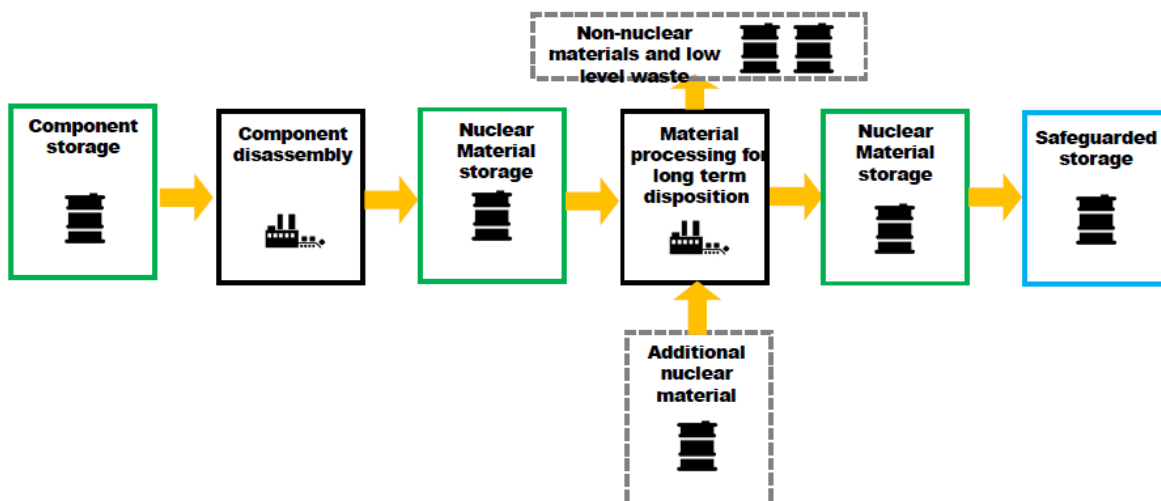 Non-nuclear
materials and low
level waste
Component
storage
Component
disassembly
Nuclear
Material
storage
Material
processing for
long term
disposition
Nuclear
Material
storage
Safeguarded
storage
Additional
nuclear
material